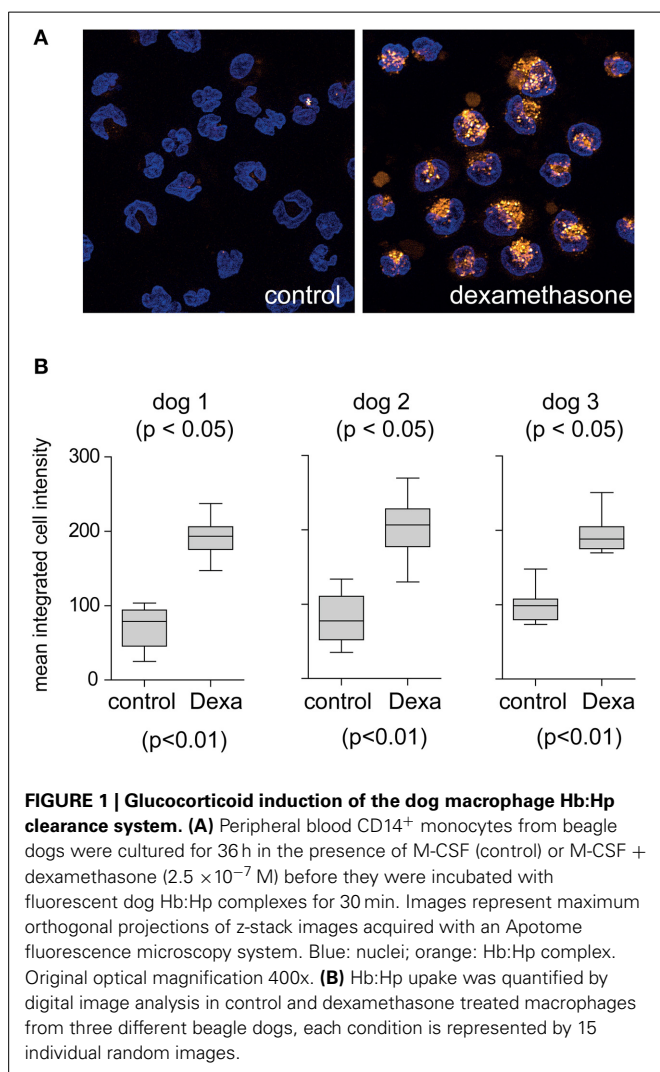 A
control
dexamethasone
B
dog 1 dog 2 dog 3
(p < 0.05) (p < 0.05) (p < 0.05)
mean integrated cell intensity
300
200
100
0
control Dexa control Dexa control Dexa
(p<0.01) (p<0.01) (p<0.01)
FIGURE 1 | Glucocorticoid induction of the dog macrophage Hb:Hp
clearance system. (A) Peripheral blood CD14⁺ monocytes from beagle
dogs were cultured for 36 h in the presence of M-CSF (control) or M-CSF +
dexamethasone (2.5 ×10⁻⁷ M) before they were incubated with
fluorescent dog Hb:Hp complexes for 30 min. Images represent maximum
orthogonal projections of z-stack images acquired with an Apotome
fluorescence microscopy system. Blue: nuclei; orange: Hb:Hp complex.
Original optical magnification 400x. (B) Hb:Hp upake was quantified by
digital image analysis in control and dexamethasone treated macrophages
from three different beagle dogs, each condition is represented by 15
individual random images.